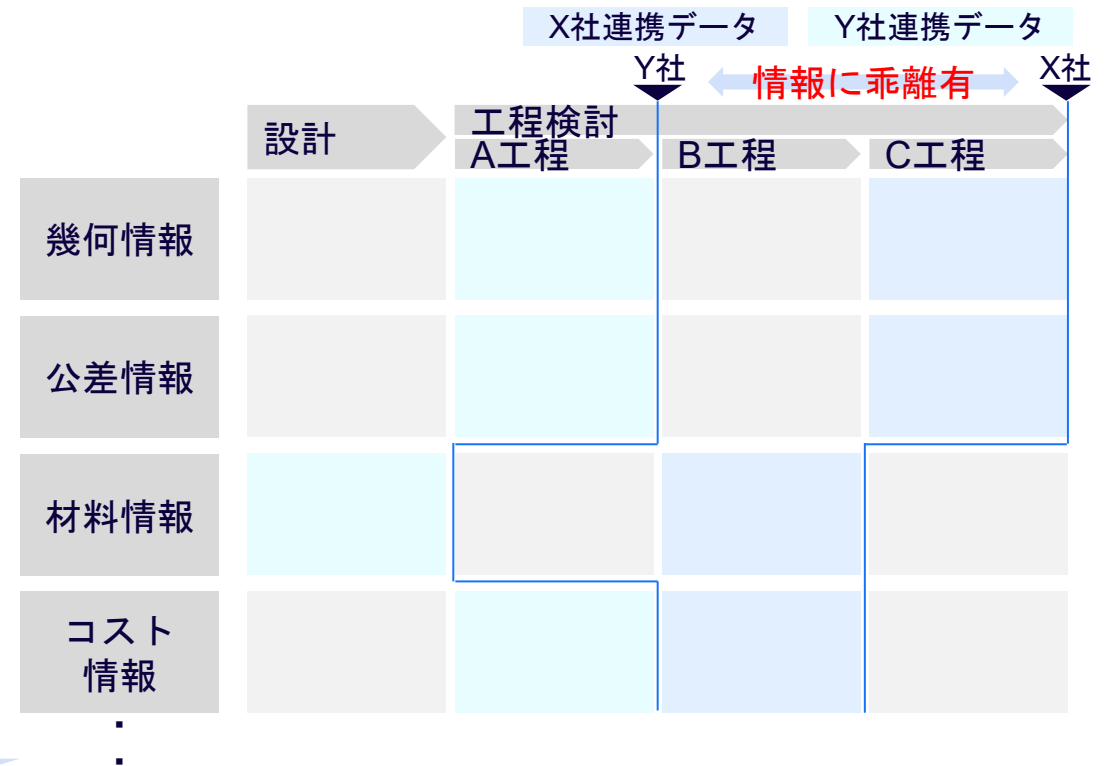 X社連携データ
Y社連携データ
Y社
情報に乖離有
X社
設計
工程検討
A工程
B工程
C工程
幾何情報
公差情報
材料情報
コスト
情報
・
・